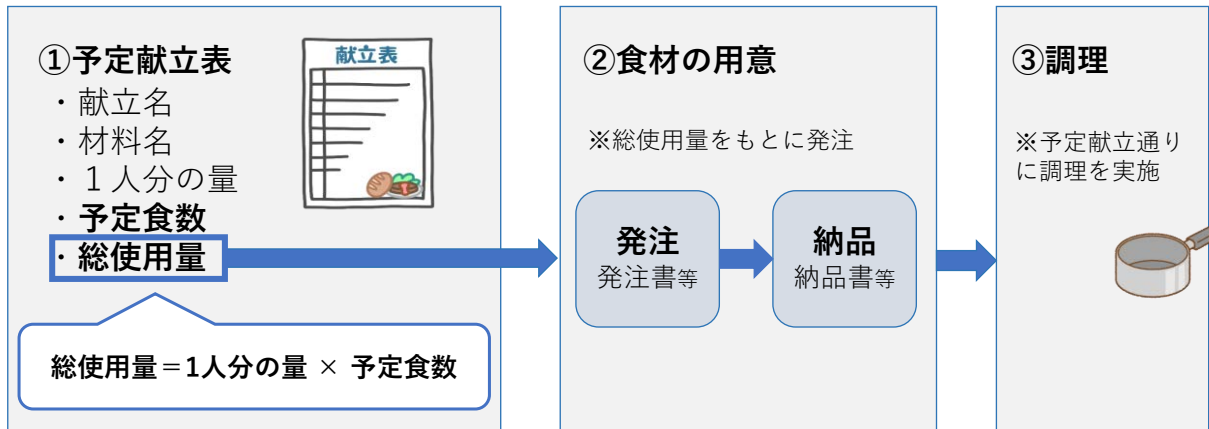 ①予定献立表
・献立名
・材料名
・１人分の量
・予定食数
・総使用量
献立表
総使用量＝1人分の量 × 予定食数
②食材の用意
※総使用量をもとに発注
発注
発注書等
納品
納品書等
③調理
※予定献立通り
に調理を実施